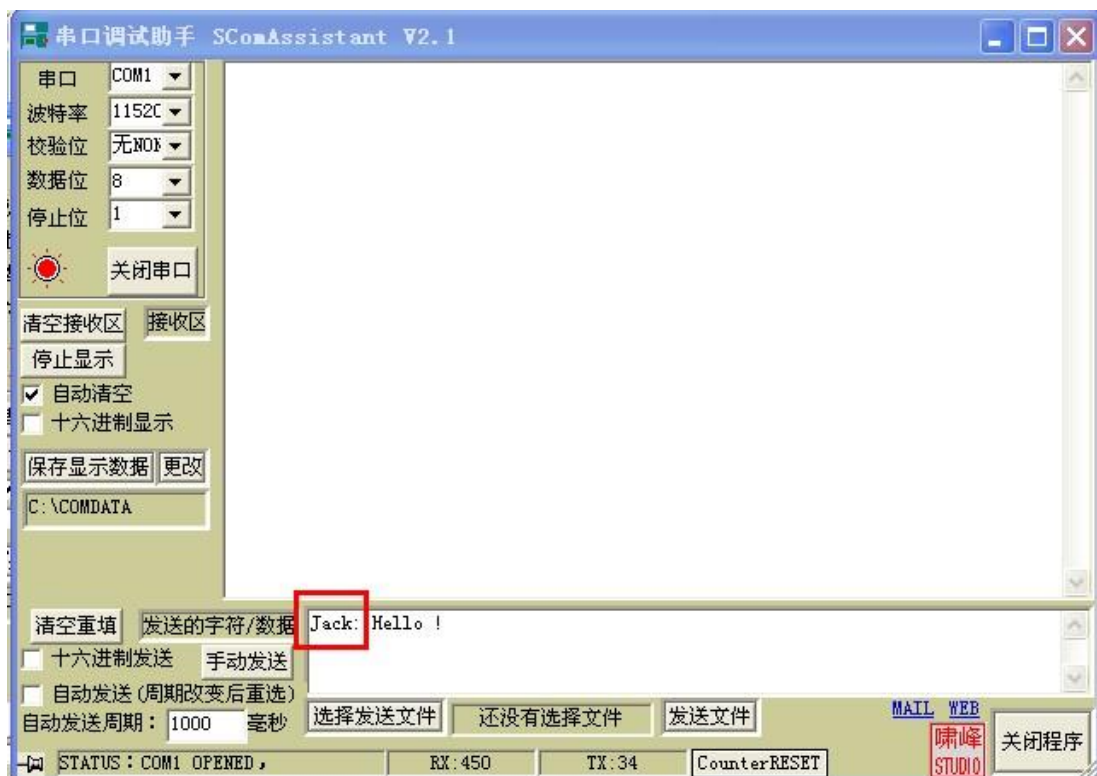 串口调试助手 SComAssistant V2.1
串口 COM1
波特率 11520
校验位 无NON
数据位 8
停止位 1
关闭串口
清空接收区 接收区
停止显示
自动清空
十六进制显示
保存显示数据 更改
C:\COMDATA
清空重填 发送的字符/数据 Jack: Hello !
十六进制发送 手动发送
自动发送(周期改变后重选)
自动发送周期: 1000 毫秒 选择发送文件 还没有选择文件 发送文件 MAIL WEB
啸峰 STUDIO 关闭程序
STATUS:COM1 OPENED, RX:450 TX:34 CounterRESET